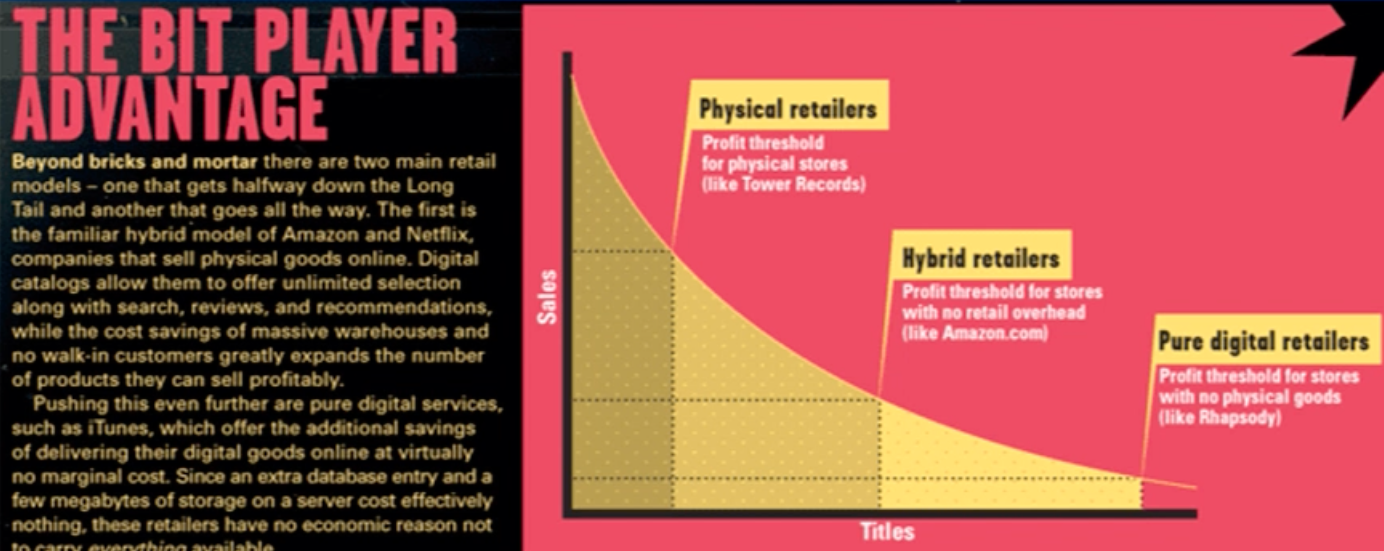 THE BIT PLAYER
ADVANTAGE
Beyond bricks and mortar there are two main retail
models – one that gets halfway down the Long
Tail and another that goes all the way. The first is
the familiar hybrid model of Amazon and Netflix,
companies that sell physical goods online. Digital
catalogs allow them to offer unlimited selection
along with search, reviews, and recommendations,
while the cost savings of massive warehouses and
no walk-in customers greatly expands the number
of products they can sell profitably.
Pushing this even further are pure digital services,
such as iTunes, which offer the additional savings
of delivering their digital goods online at virtually
no marginal cost. Since an extra database entry and a
few megabytes of storage on a server cost effectively
nothing, these retailers have no economic reason not
to carry everything available.
Physical retailers
Profit threshold
for physical stores
(like Tower Records)
Hybrid retailers
Profit threshold for stores
with no retail overhead
(like Amazon.com)
Pure digital retailers
Profit threshold for stores
with no physical goods
(like Rhapsody)
Sales
Titles